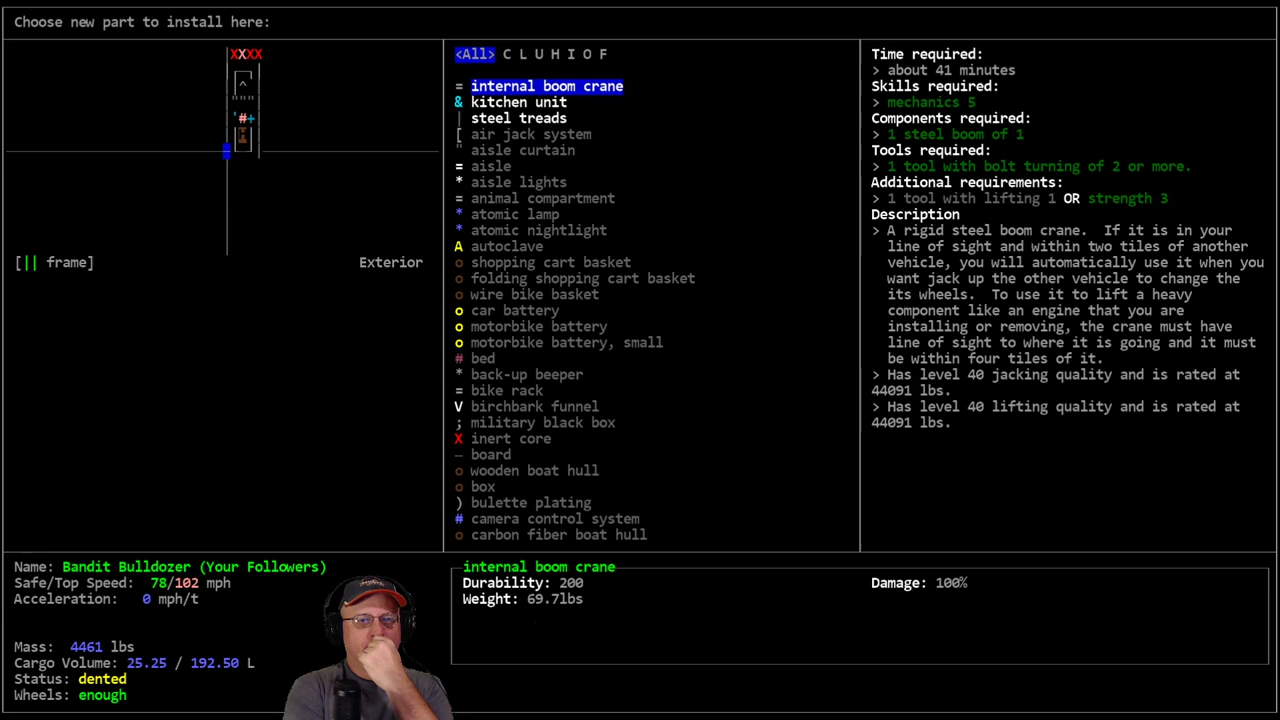 Choose new part to install here:
XXXX
^
""""
'#+
[|| frame] Exterior
<All> C L U H I O F
= internal boom crane
& kitchen unit
| steel treads
[ air jack system
" aisle curtain
= aisle
* aisle lights
= animal compartment
* atomic lamp
* atomic nightlight
A autoclave
o shopping cart basket
o folding shopping cart basket
o wire bike basket
o car battery
o motorbike battery
o motorbike battery, small
# bed
* back-up beeper
= bike rack
V birchbark funnel
; military black box
X inert core
— board
o wooden boat hull
o box
) bulette plating
# camera control system
o carbon fiber boat hull
Time required:
> about 41 minutes
Skills required:
> mechanics 5
Components required:
> 1 steel boom of 1
Tools required:
> 1 tool with bolt turning of 2 or more.
Additional requirements:
> 1 tool with lifting 1 OR strength 3
Description
> A rigid steel boom crane.  If it is in your
line of sight and within two tiles of another
vehicle, you will automatically use it when you
want jack up the other vehicle to change the
its wheels.  To use it to lift a heavy
component like an engine that you are
installing or removing, the crane must have
line of sight to where it is going and it must
be within four tiles of it.
> Has level 40 jacking quality and is rated at
44091 lbs.
> Has level 40 lifting quality and is rated at
44091 lbs.
Name: Bandit Bulldozer (Your Followers)
Safe/Top Speed: 78/102 mph
Acceleration: 0 mph/t
Mass: 4461 lbs
Cargo Volume: 25.25 / 192.50 L
Status: dented
Wheels: enough
internal boom crane
Durability: 200 Damage: 100%
Weight: 69.7lbs